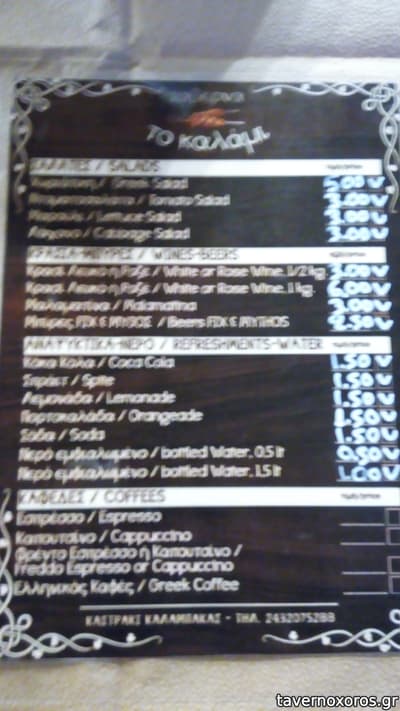 το καλάμι
ΣΑΛΑΤΕΣ / SALADS
/ Greek Salad 5.00
/ Tomato Salad 3.00
Μαρούλι / Lettuce Salad 3.00
Λάχανο / Cabbage Salad 3.00
ΚΡΑΣΙΑ-ΜΠΥΡΕΣ / WINES-BEERS
Κρασί Λευκό ή Ροζέ / White or Rose Wine, 1/2 kg. 3.00
Κρασί Λευκό ή Ροζέ / White or Rose Wine, 1 kg. 6.00
Μαλαματίνα / Malamatina 3.00
Μπύρες FIX & ΜΥΘΟΣ / Beers FIX & MYTHOS 2.50
ΑΝΑΨΥΚΤΙΚΑ-ΝΕΡΟ / REFRESHMENTS-WATER
Κόκα Κόλα / Coca Cola 1.50
Σπράιτ / Spite 1.50
Λεμονάδα / Lemonade 1.50
Πορτοκαλάδα / Orangeade 1.50
Σόδα / Soda 1.50
Νερό εμφιαλωμένο / bottled Water, 0.5 lt 0.50
Νερό εμφιαλωμένο / bottled Water, 1.5 lt 1.00
ΚΑΦΕΔΕΣ / COFFEES
Εσπρέσσο / Espresso
Καπουτσίνο / Cappuccino
Φρέντο Εσπρέσσο ή Καπουτσίνο /
Freddo Espresso or Cappuccino
Ελληνικός Καφές / Greek Coffee
ΚΑΣΤΡΑΚΙ ΚΑΛΑΜΠΑΚΑΣ - ΤΗΛ. 2432075288
tavernoxoros.gr